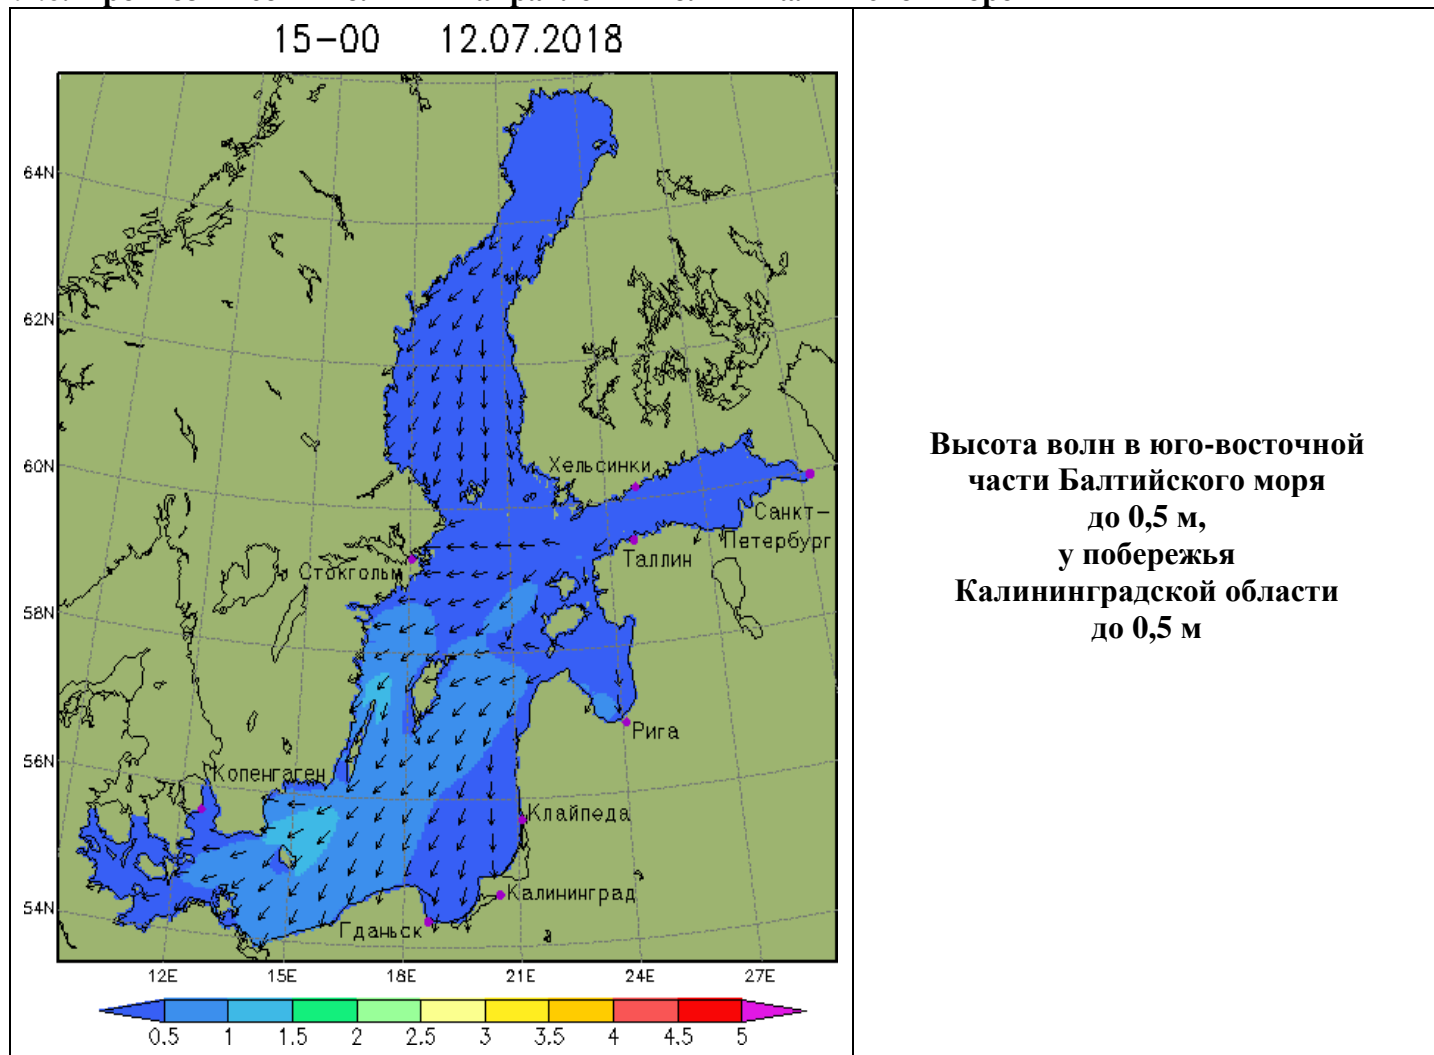 15-00 12.07.2018
64N
62N
60N
58N
56N
54N
Хельсинки
Санкт-
Петербург
Таллин
Стокгольм
Рига
Копенгаген
Клайпеда
Калининград
Гданьск
12E 15E 18E 21E 24E 27E
0,5 1 1,5 2 2,5 3 3,5 4 4,5 5
Высота волн в юго-восточной
части Балтийского моря
до 0,5 м,
у побережья
Калининградской области
до 0,5 м